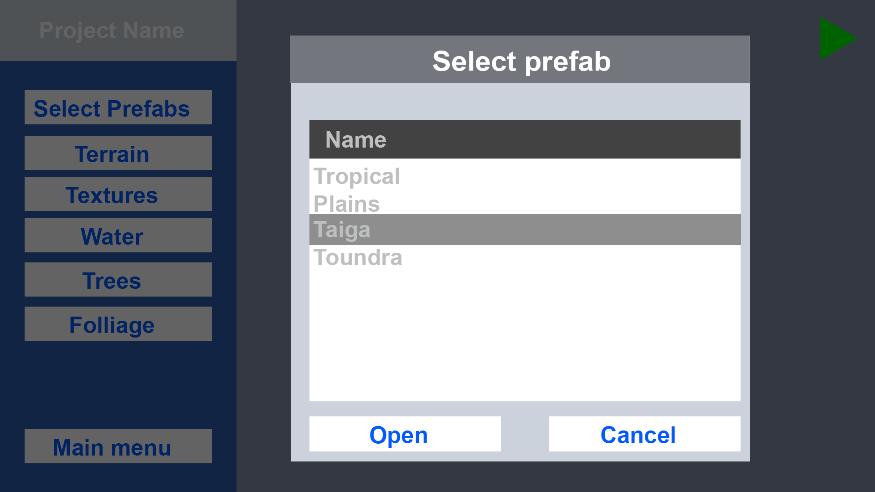 Project Name
Select Prefabs
Terrain
Textures
Water
Trees
Folliage
Main menu
Select prefab
Name
Tropical
Plains
Taiga
Toundra
Open
Cancel